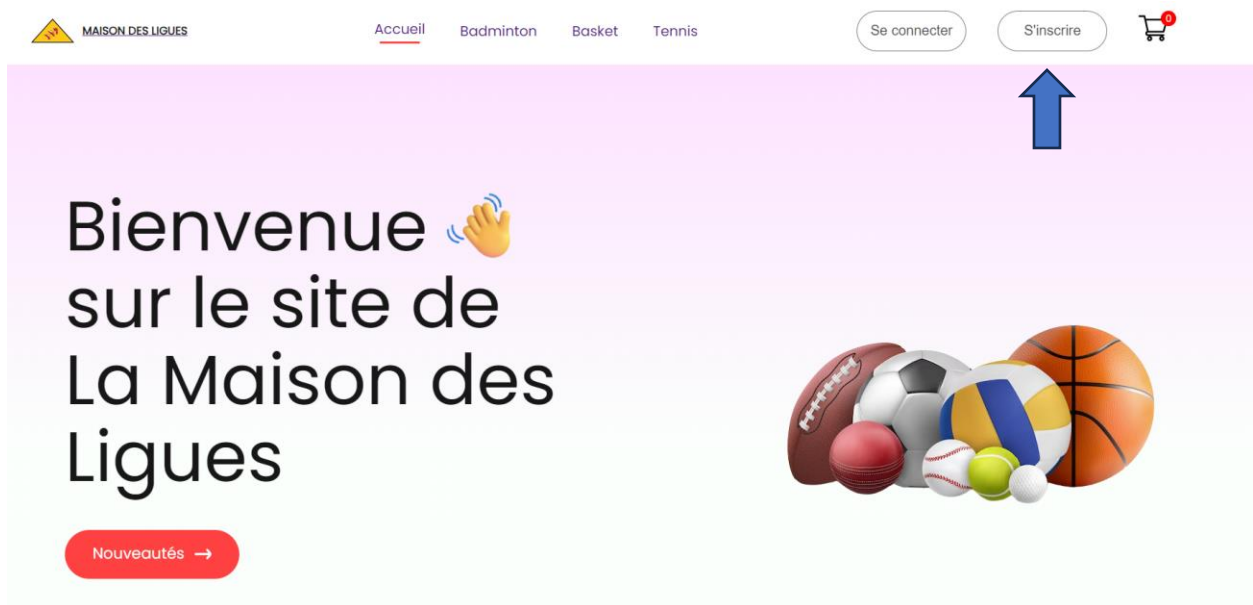 MAISON DES LIGUES
Accueil Badminton Basket Tennis
Se connecter S'inscrire 0
Bienvenue 👋
sur le site de
La Maison des
Ligues
Nouveautés →